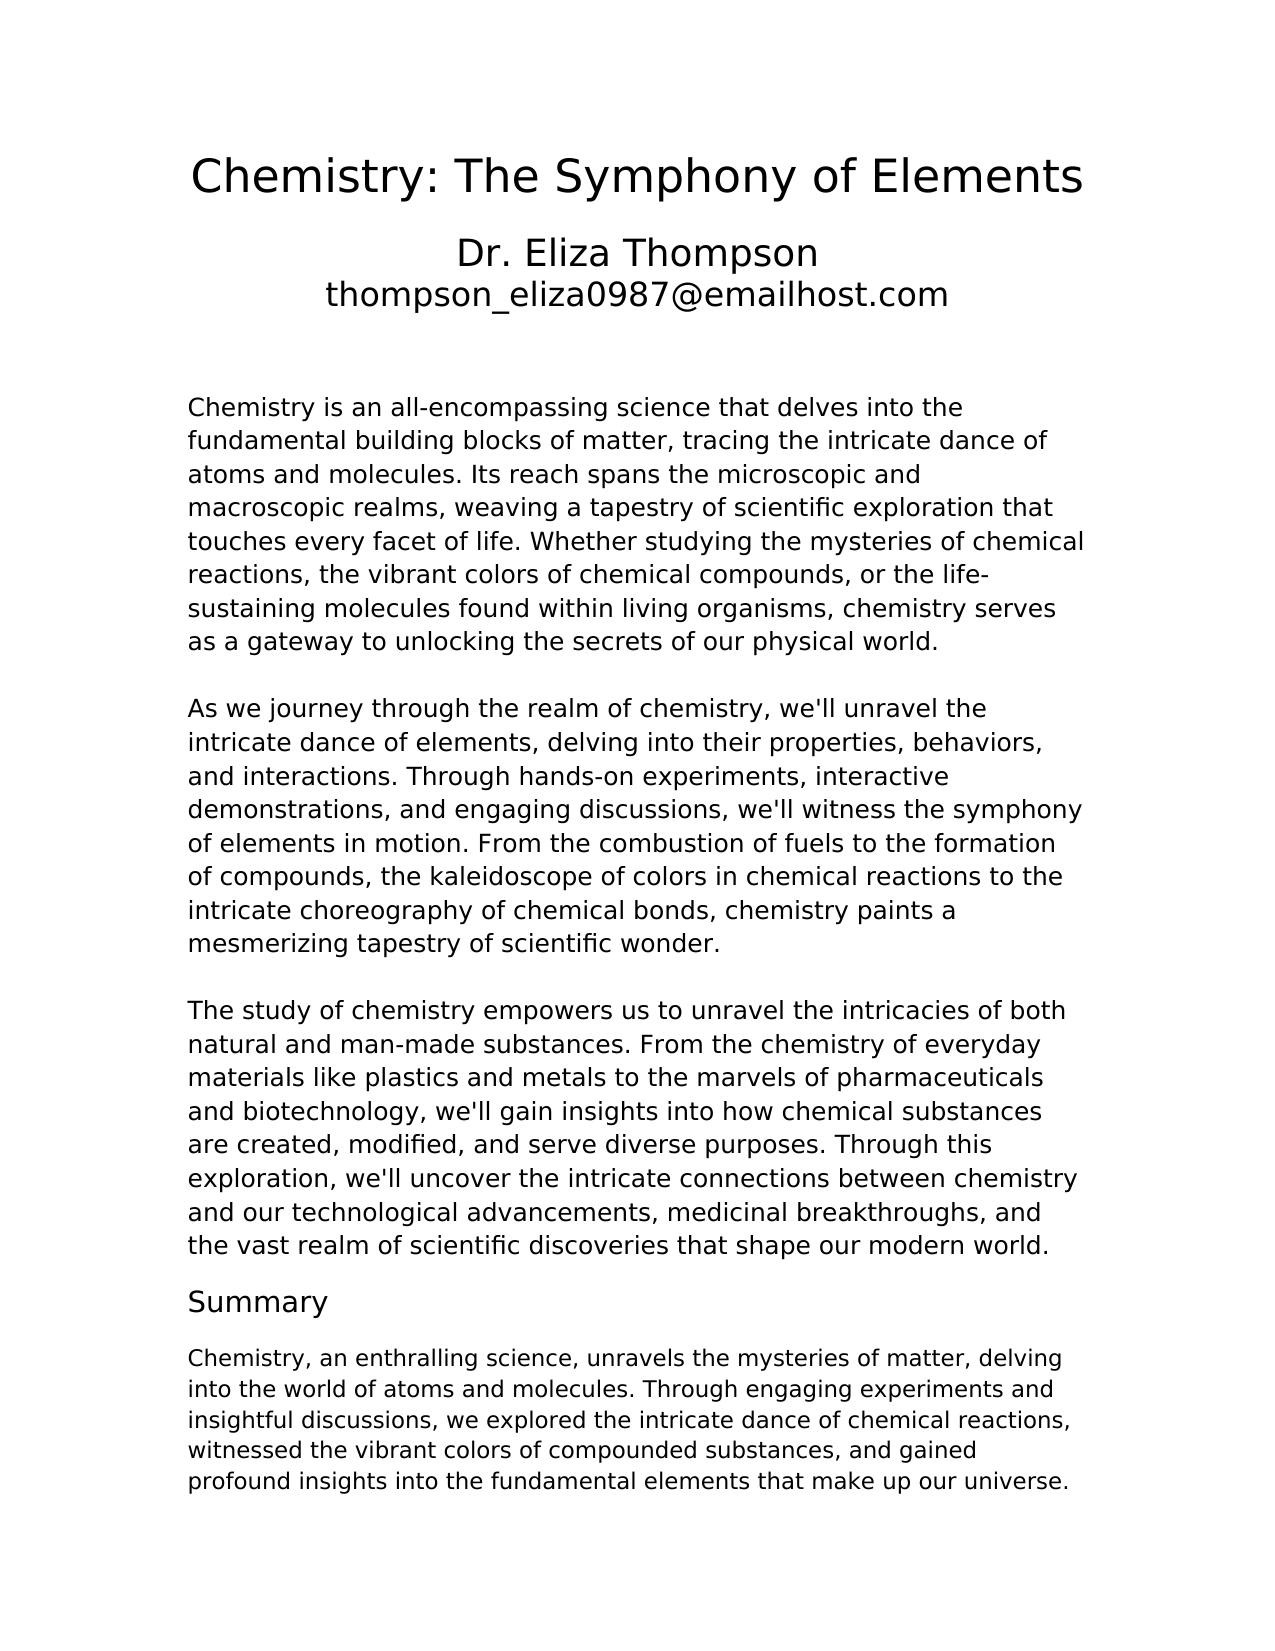 Chemistry: The Symphony of Elements
Dr. Eliza Thompson
thompson_eliza0987@emailhost.com
Chemistry is an all-encompassing science that delves into the
fundamental building blocks of matter, tracing the intricate dance of
atoms and molecules. Its reach spans the microscopic and
macroscopic realms, weaving a tapestry of scientific exploration that
touches every facet of life. Whether studying the mysteries of chemical
reactions, the vibrant colors of chemical compounds, or the life-
sustaining molecules found within living organisms, chemistry serves
as a gateway to unlocking the secrets of our physical world.
As we journey through the realm of chemistry, we'll unravel the
intricate dance of elements, delving into their properties, behaviors,
and interactions. Through hands-on experiments, interactive
demonstrations, and engaging discussions, we'll witness the symphony
of elements in motion. From the combustion of fuels to the formation
of compounds, the kaleidoscope of colors in chemical reactions to the
intricate choreography of chemical bonds, chemistry paints a
mesmerizing tapestry of scientific wonder.
The study of chemistry empowers us to unravel the intricacies of both
natural and man-made substances. From the chemistry of everyday
materials like plastics and metals to the marvels of pharmaceuticals
and biotechnology, we'll gain insights into how chemical substances
are created, modified, and serve diverse purposes. Through this
exploration, we'll uncover the intricate connections between chemistry
and our technological advancements, medicinal breakthroughs, and
the vast realm of scientific discoveries that shape our modern world.
Summary
Chemistry, an enthralling science, unravels the mysteries of matter, delving
into the world of atoms and molecules. Through engaging experiments and
insightful discussions, we explored the intricate dance of chemical reactions,
witnessed the vibrant colors of compounded substances, and gained
profound insights into the fundamental elements that make up our universe.